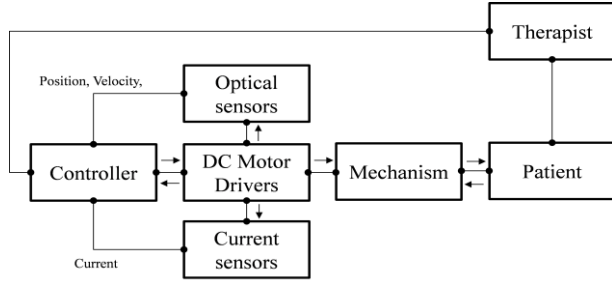 Therapist
Position, Velocity,
Optical
sensors
Controller
DC Motor
Drivers
Mechanism
Patient
Current
sensors
Current